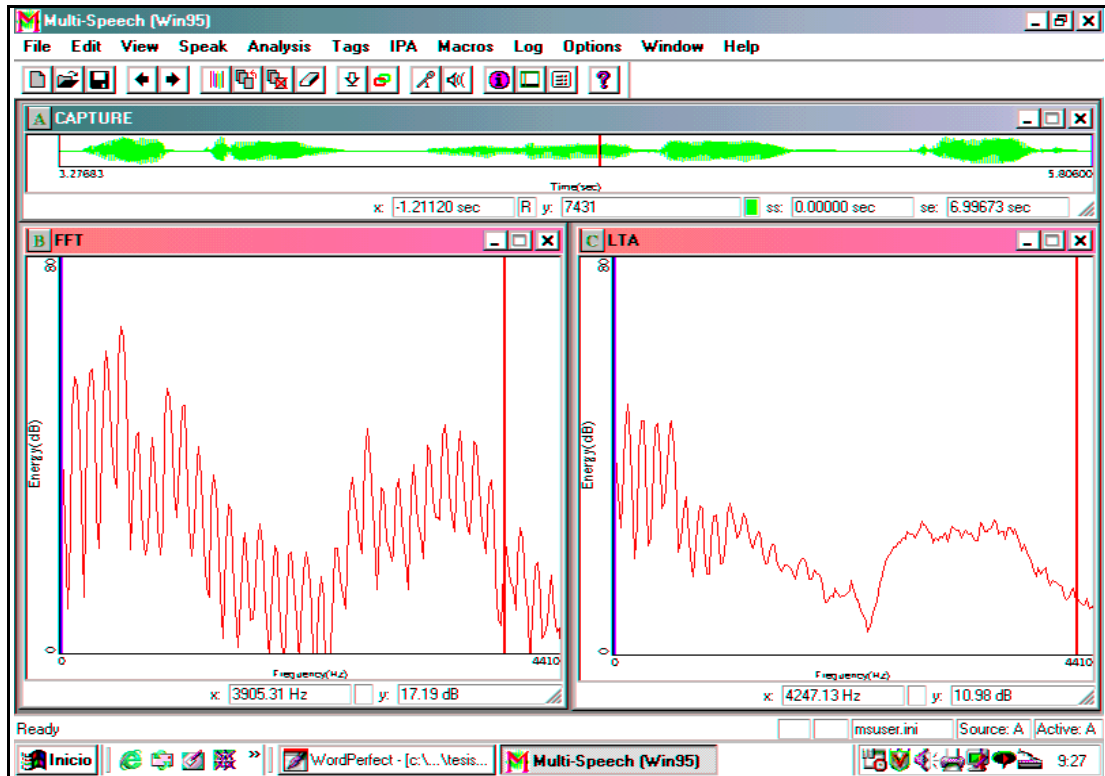 Multi-Speech (Win95)
File Edit View Speak Analysis Tags IPA Macros Log Options Window Help
A CAPTURE
3.27683 5.80600
Time(sec)
x: -1.21120 sec R y: 7431 ss: 0.00000 sec se: 6.99673 sec
B FFT
80
Energy(dB)
0
0 4410
Frequency(Hz)
x: 3905.31 Hz y: 17.19 dB
C LTA
80
Energy(dB)
0
0 4410
Frequency(Hz)
x: 4247.13 Hz y: 10.98 dB
Ready msuser.ini Source: A Active: A
Inicio » WordPerfect - [c:\...\tesis... Multi-Speech (Win95) 9:27